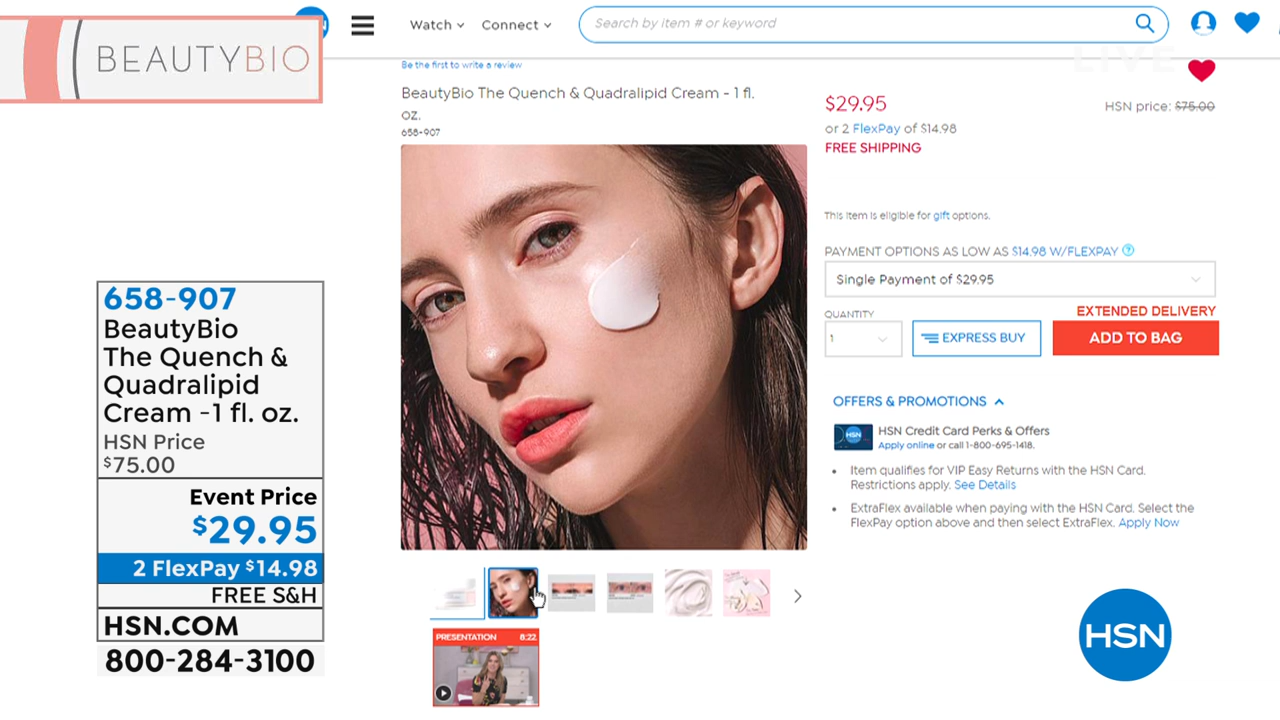 BEAUTYBIO
Watch
Connect
Search by item # or keyword
LIVE
Be the first to write a review
BeautyBio The Quench & Quadralipid Cream - 1 fl.
oz.
658-907
$29.95
HSN price: $75.00
or 2 FlexPay of $14.98
FREE SHIPPING
This item is eligible for gift options.
PAYMENT OPTIONS AS LOW AS $14.98 W/FLEXPAY ?
Single Payment of $29.95
EXTENDED DELIVERY
QUANTITY
1
EXPRESS BUY
ADD TO BAG
OFFERS & PROMOTIONS
HSN
HSN Credit Card Perks & Offers
Apply online or call 1-800-695-1418.
• Item qualifies for VIP Easy Returns with the HSN Card.
Restrictions apply. See Details
• ExtraFlex available when paying with the HSN Card. Select the
FlexPay option above and then select ExtraFlex. Apply Now
PRESENTATION 8:22
658-907
BeautyBio
The Quench &
Quadralipid
Cream -1 fl. oz.
HSN Price
$75.00
Event Price
$29.95
2 FlexPay $14.98
FREE S&H
HSN.COM
800-284-3100
HSN